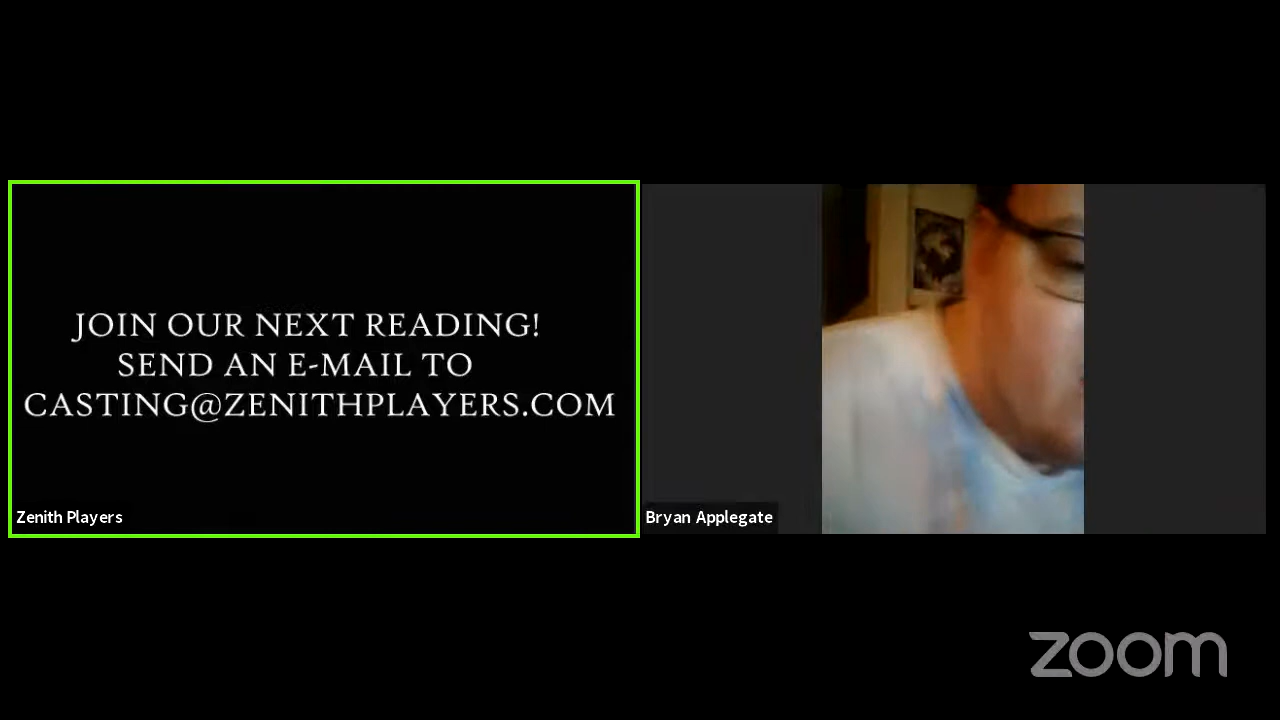 JOIN OUR NEXT READING!
SEND AN E-MAIL TO
CASTING@ZENITHPLAYERS.COM
Zenith Players
Bryan Applegate
zoom